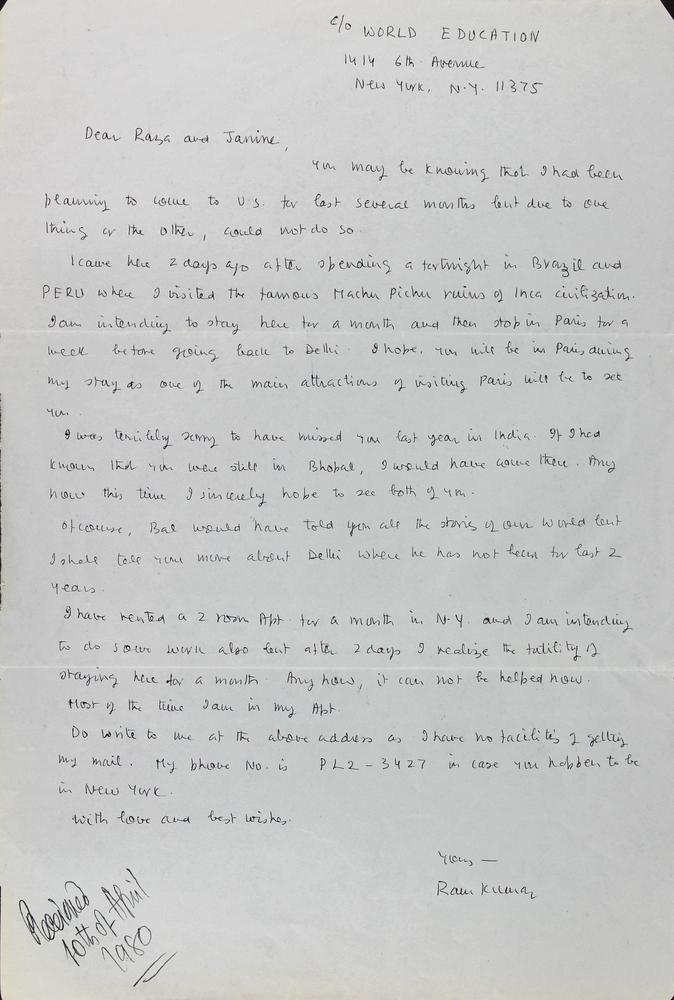 c/o WORLD EDUCATION
1414 6th Avenue
New York, N.Y. 11375
Dear Raza and Janine,
You may be knowing that I had been
planning to come to U.S. for last several months but due to one
thing or the other, could not do so.
I came here 2 days ago after spending a fortnight in Brazil and
PERU where I visited the famous Machu Pichu ruins of Inca civilization.
I am intending to stay here for a month and then stop in Paris for a
week before going back to Delhi. I hope, you will be in Paris during
my stay as one of the main attractions of visiting Paris will be to see
you.
I was terribly sorry to have missed you last year in India. If I had
known that you were still in Bhopal, I would have come there. Any
how this time I sincerely hope to see both of you.
Of course, Bal would have told you all the stories of our world but
I shall tell you more about Delhi where he has not been for last 2
years.
I have rented a 2 room Apt. for a month in N.Y. and I am intending
to do some work also but after 2 days I realize the futility of
staying here for a month. Any how, it can not be helped now.
Most of the time I am in my Apt.
Do write to me at the above address as I have no facilities of getting
my mail. My phone No. is PL2-3427 in case you happen to be
in New York.
With love and best wishes.
Yours —
Ram Kumar
Received
10th of April
1980